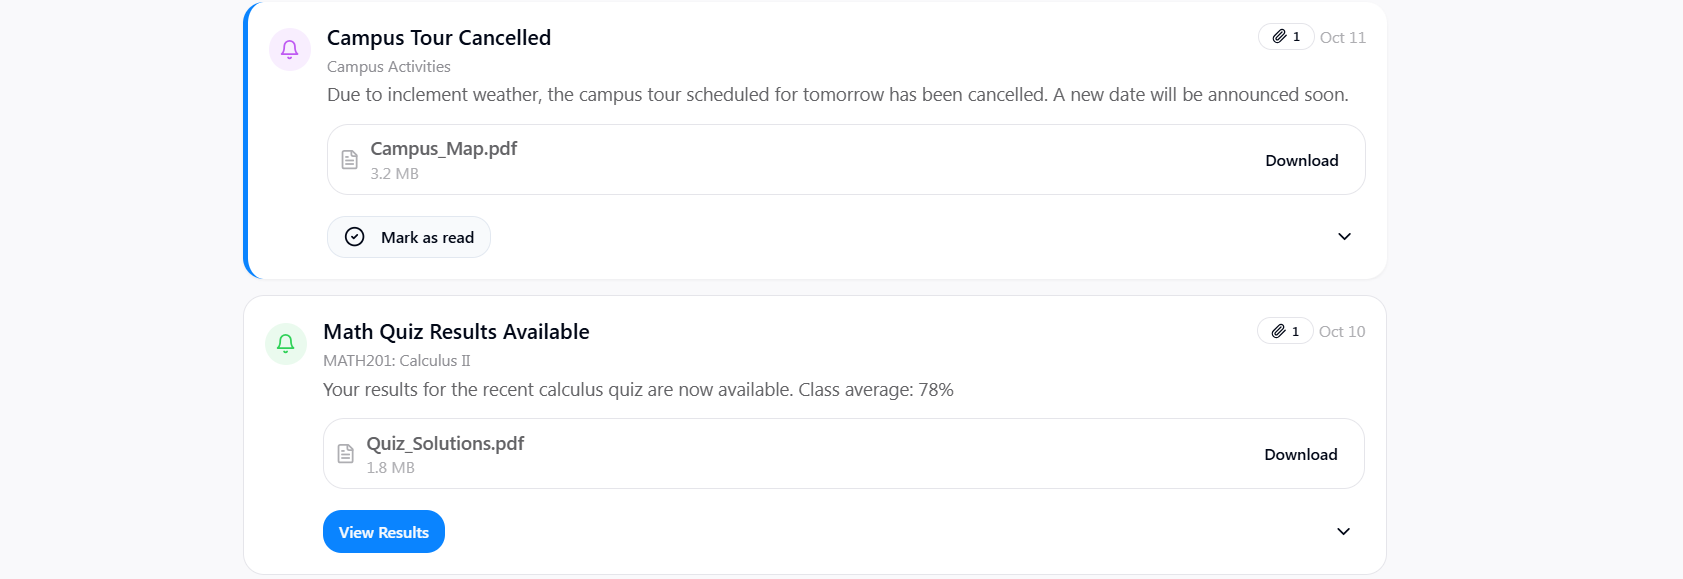 Campus Tour Cancelled
1 Oct 11
Campus Activities
Due to inclement weather, the campus tour scheduled for tomorrow has been cancelled. A new date will be announced soon.
Campus_Map.pdf
3.2 MB
Download
Mark as read
Math Quiz Results Available
1 Oct 10
MATH201: Calculus II
Your results for the recent calculus quiz are now available. Class average: 78%
Quiz_Solutions.pdf
1.8 MB
Download
View Results